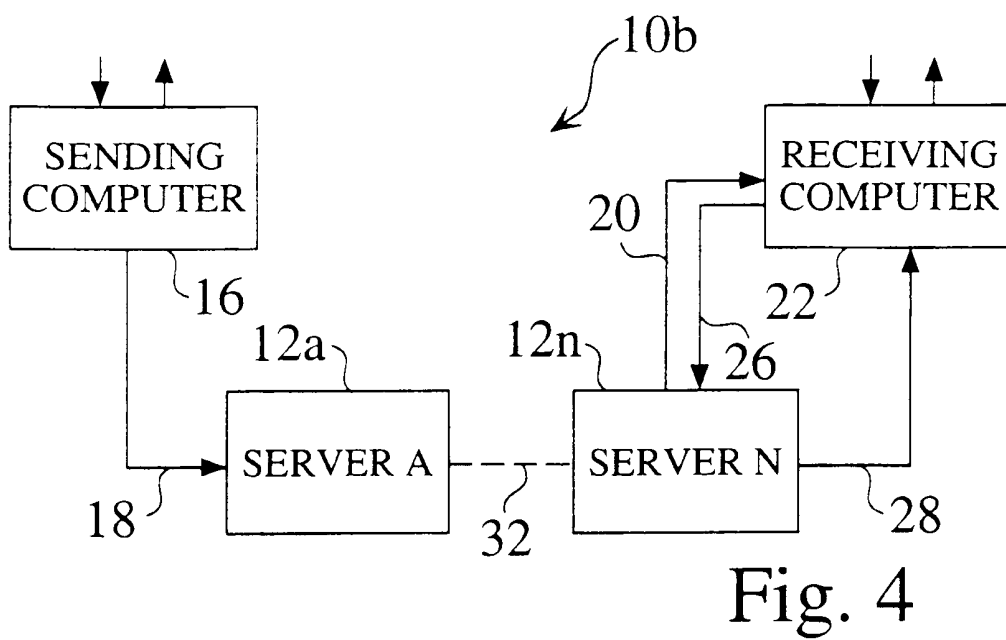 10b
SENDING
COMPUTER
RECEIVING
COMPUTER
20
16
22
12a
12n
26
SERVER A
SERVER N
18
32
28
Fig. 4